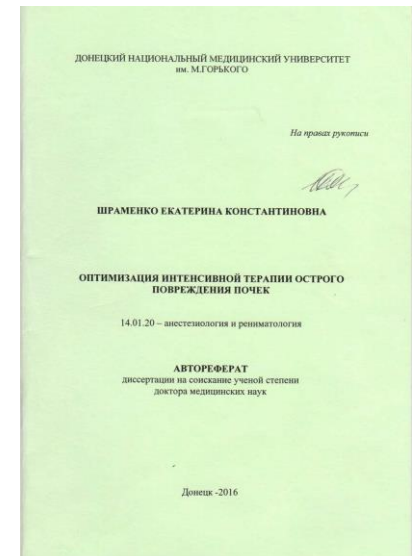 ДОНЕЦКИЙ НАЦИОНАЛЬНЫЙ МЕДИЦИНСКИЙ УНИВЕРСИТЕТ
им. М.ГОРЬКОГО
На правах рукописи
ШРАМЕНКО ЕКАТЕРИНА КОНСТАНТИНОВНА
ОПТИМИЗАЦИЯ ИНТЕНСИВНОЙ ТЕРАПИИ ОСТРОГО
ПОВРЕЖДЕНИЯ ПОЧЕК
14.01.20 – анестезиология и рениматология
АВТОРЕФЕРАТ
диссертации на соискание ученой степени
доктора медицинских наук
Донецк -2016